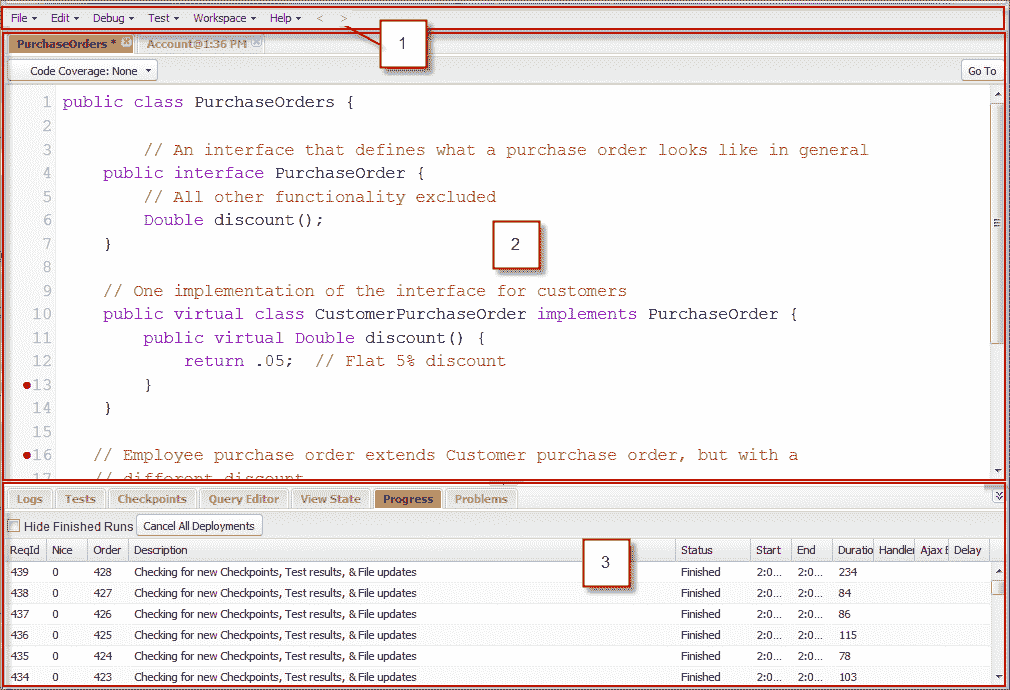 File Edit Debug Test Workspace Help < >
1
PurchaseOrders * Account@1:36 PM
Code Coverage: None Go To
1 public class PurchaseOrders {
2
3 // An interface that defines what a purchase order looks like in general
4 public interface PurchaseOrder {
5 // All other functionality excluded
6 Double discount();
7 }
2
8
9 // One implementation of the interface for customers
10 public virtual class CustomerPurchaseOrder implements PurchaseOrder {
11 public virtual Double discount() {
12 return .05; // Flat 5% discount
13 }
14 }
15
16 // Employee purchase order extends Customer purchase order, but with a
17 // different discount
Logs Tests Checkpoints Query Editor View State Progress Problems
Hide Finished Runs Cancel All Deployments
ReqId Nice Order Description Status Start End Duratio Handler Ajax E Delay
3
439 0 428 Checking for new Checkpoints, Test results, & File updates Finished 2:0... 2:0... 234
438 0 427 Checking for new Checkpoints, Test results, & File updates Finished 2:0... 2:0... 84
437 0 426 Checking for new Checkpoints, Test results, & File updates Finished 2:0... 2:0... 86
436 0 425 Checking for new Checkpoints, Test results, & File updates Finished 2:0... 2:0... 115
435 0 424 Checking for new Checkpoints, Test results, & File updates Finished 2:0... 2:0... 78
434 0 423 Checking for new Checkpoints, Test results, & File updates Finished 2:0... 2:0... 103